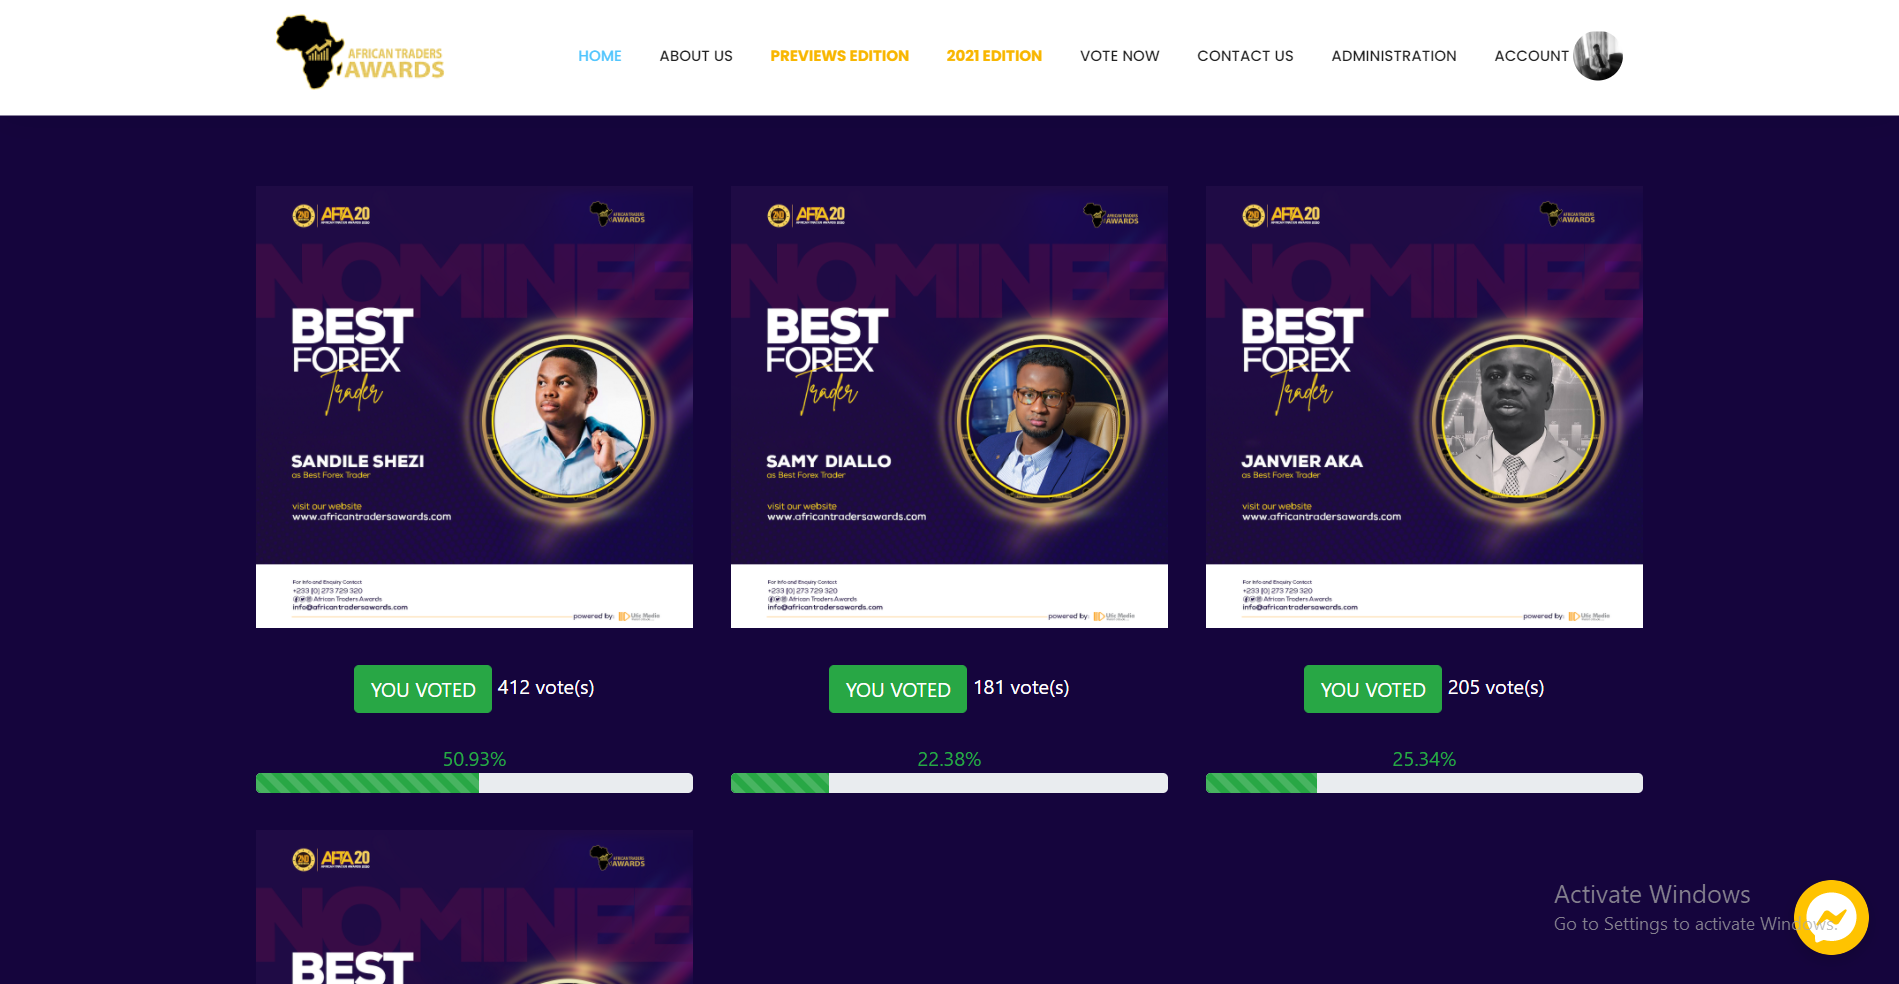 AFRICAN TRADERS
AWARDS
HOME
ABOUT US
PREVIEWS EDITION
2021 EDITION
VOTE NOW
CONTACT US
ADMINISTRATION
ACCOUNT
2ND
AFTA 20
AFRICAN TRADERS
AWARDS
NOMINEE
BEST
FOREX
Trader
SANDILE SHEZI
as Best Forex Trader
visit our website
www.africantradersawards.com
For Info and Enquiry Contact
+233 (0) 273 729 320
African Traders Awards
info@africantradersawards.com
powered by:
YOU VOTED 412 vote(s)
50.93%
2ND
AFTA 20
AFRICAN TRADERS
AWARDS
NOMINEE
BEST
FOREX
Trader
SAMY DIALLO
as Best Forex Trader
visit our website
www.africantradersawards.com
For Info and Enquiry Contact
+233 (0) 273 729 320
African Traders Awards
info@africantradersawards.com
powered by:
YOU VOTED 181 vote(s)
22.38%
2ND
AFTA 20
AFRICAN TRADERS
AWARDS
NOMINEE
BEST
FOREX
Trader
JANVIER AKA
as Best Forex Trader
visit our website
www.africantradersawards.com
For Info and Enquiry Contact
+233 (0) 273 729 320
African Traders Awards
info@africantradersawards.com
powered by:
YOU VOTED 205 vote(s)
25.34%
2ND
AFTA 20
AFRICAN TRADERS
AWARDS
NOMINEE
BEST
Activate Windows
Go to Settings to activate Windows.